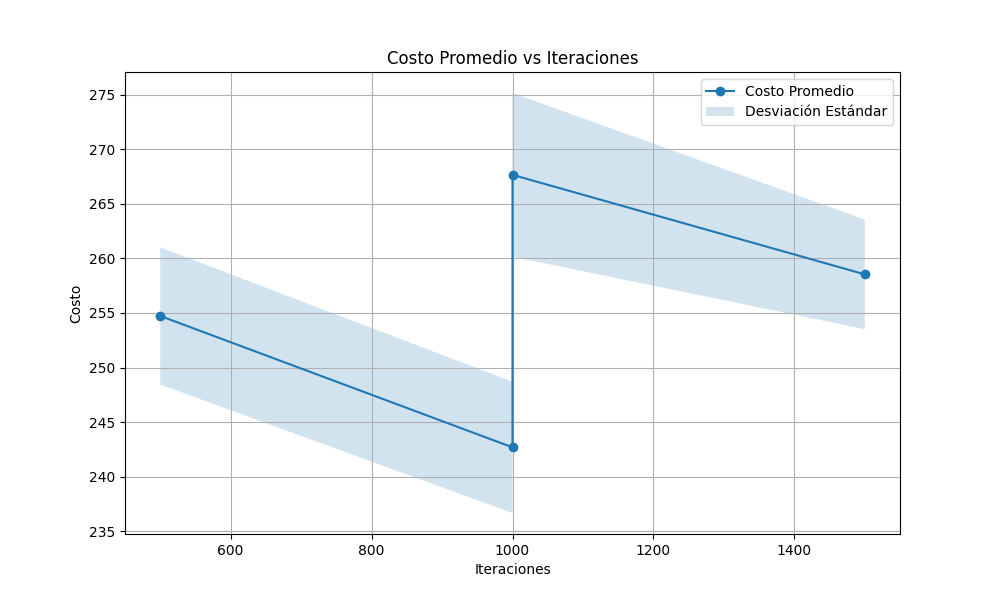 Costo Promedio vs Iteraciones
Costo Promedio
Desviación Estándar
Costo
275
270
265
260
255
250
245
240
235
600 800 1000 1200 1400
Iteraciones